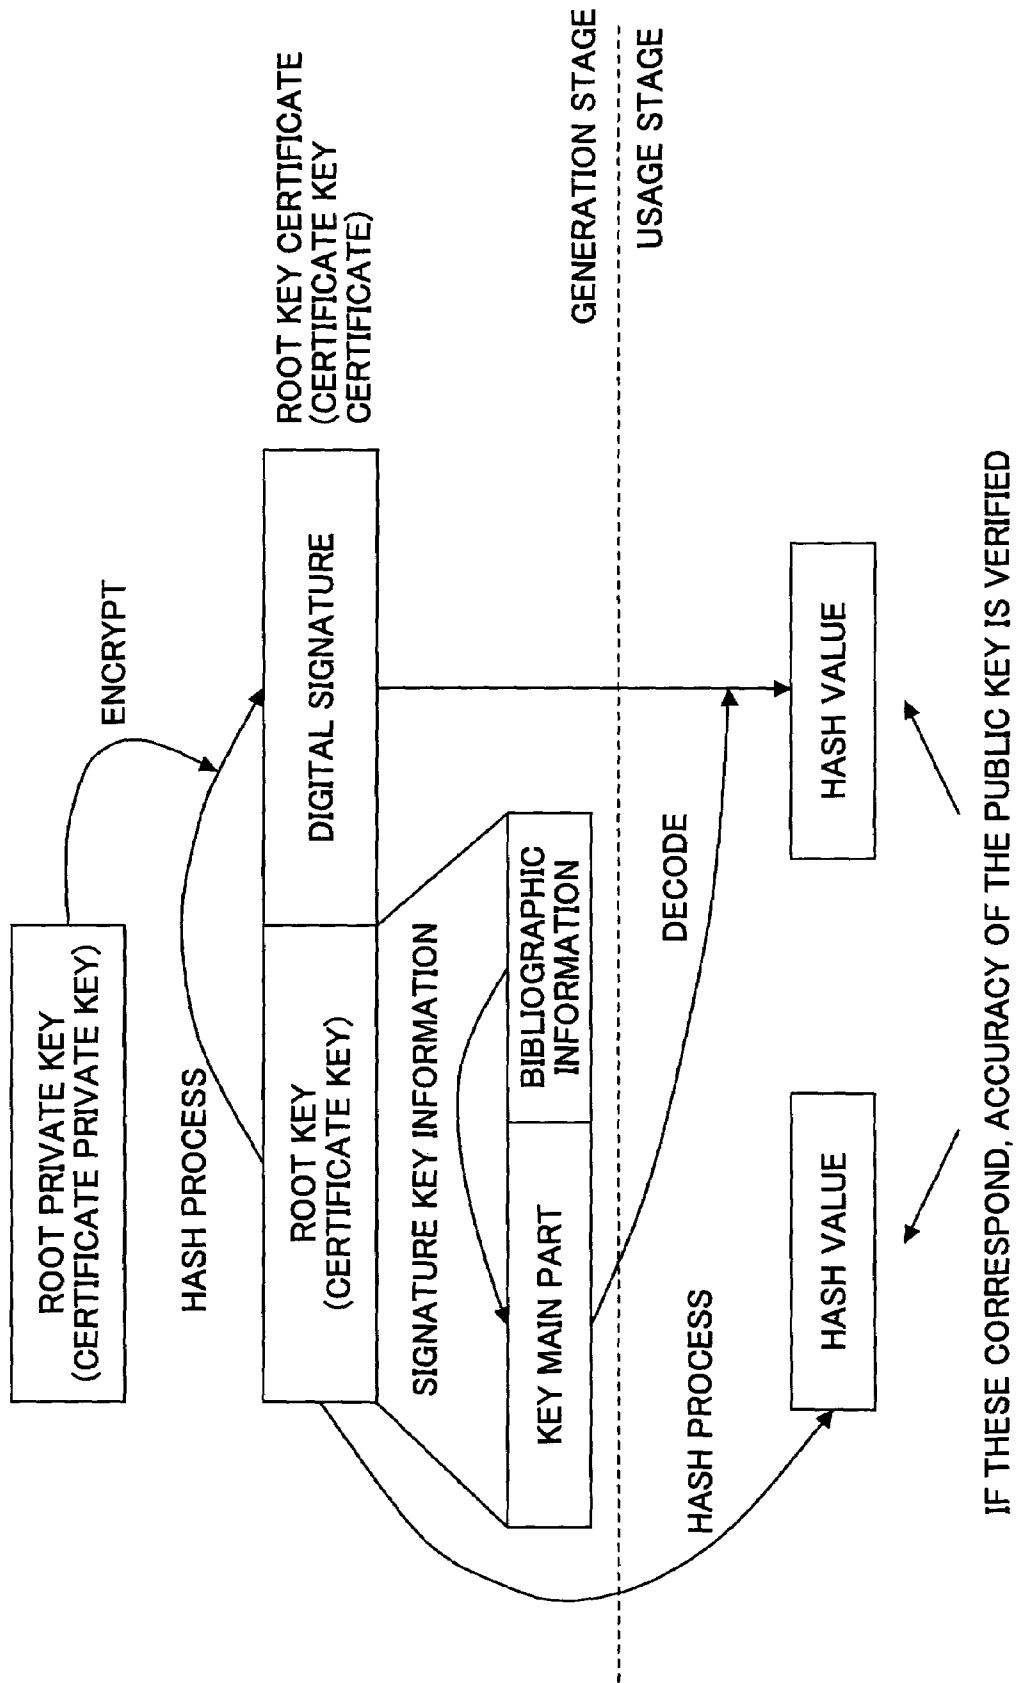 ROOT PRIVATE KEY
(CERTIFICATE PRIVATE KEY)
ENCRYPT
HASH PROCESS
ROOT KEY
(CERTIFICATE KEY)
DIGITAL SIGNATURE
ROOT KEY CERTIFICATE
(CERTIFICATE KEY
CERTIFICATE)
SIGNATURE KEY INFORMATION
KEY MAIN PART
BIBLIOGRAPHIC
INFORMATION
GENERATION STAGE
USAGE STAGE
HASH PROCESS
DECODE
HASH VALUE
HASH VALUE
IF THESE CORRESPOND, ACCURACY OF THE PUBLIC KEY IS VERIFIED